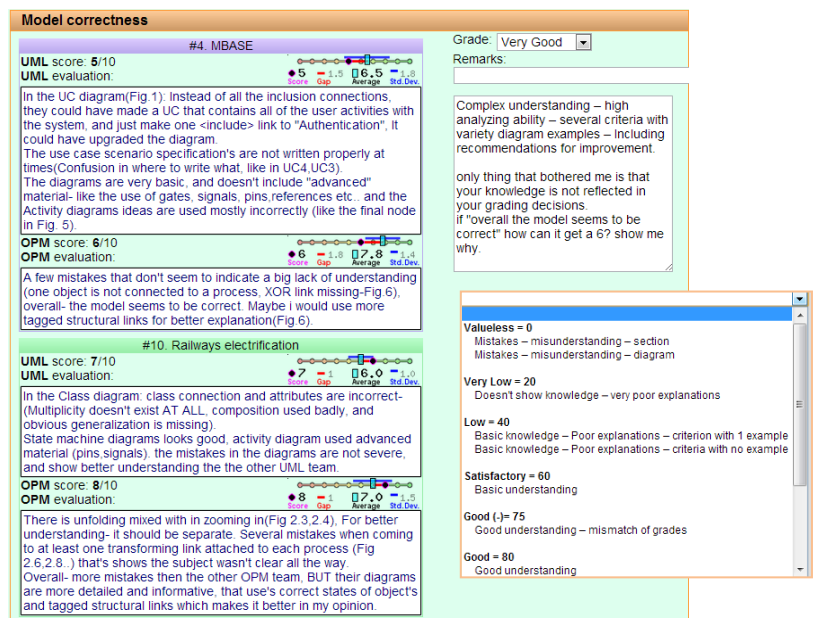 Model correctness
#4. MBASE
UML score: 5/10
UML evaluation:
5 1.5 6.5 1.8
Score Gap Average Std.Dev.
In the UC diagram(Fig.1): Instead of all the inclusion connections,
they could have made a UC that contains all of the user activities with
the system, and just make one <include> link to "Authentication", It
could have upgraded the diagram.
The use case scenario specification's are not written properly at
times(Confusion in where to write what, like in UC4,UC3).
The diagrams are very basic, and doesn't include "advanced"
material- like the use of gates, signals, pins,references etc.. and the
Activity diagrams ideas are used mostly incorrectly (like the final node
in Fig. 5).
OPM score: 6/10
OPM evaluation:
6 1.8 7.8 1.4
Score Gap Average Std.Dev.
A few mistakes that don't seem to indicate a big lack of understanding
(one object is not connected to a process, XOR link missing-Fig.6),
overall- the model seems to be correct. Maybe i would use more
tagged structural links for better explanation(Fig.6).
#10. Railways electrification
UML score: 7/10
UML evaluation:
7 1 6.0 1.0
Score Gap Average Std.Dev.
In the Class diagram: class connection and attributes are incorrect-
(Multiplicity doesn't exist AT ALL, composition used badly, and
obvious generalization is missing).
State machine diagrams looks good, activity diagram used advanced
material (pins,signals). the mistakes in the diagrams are not severe,
and show better understanding the the other UML team.
OPM score: 8/10
OPM evaluation:
8 1 7.0 1.5
Score Gap Average Std.Dev.
There is unfolding mixed with in zooming in(Fig 2.3,2.4), For better
understanding- it should be separate. Several mistakes when coming
to at least one transforming link attached to each process (Fig
2.6,2.8..) that's shows the subject wasn't clear all the way.
Overall- more mistakes then the other OPM team, BUT their diagrams
are more detailed and informative, that use's correct states of object's
and tagged structural links which makes it better in my opinion.
Grade: Very Good
Remarks:
Complex understanding – high
analyzing ability – several criteria with
variety diagram examples – Including
recommendations for improvement.
only thing that bothered me is that
your knowledge is not reflected in
your grading decisions.
if "overall the model seems to be
correct" how can it get a 6? show me
why.
Valueless = 0
Mistakes – misunderstanding – section
Mistakes – misunderstanding – diagram
Very Low = 20
Doesn't show knowledge – very poor explanations
Low = 40
Basic knowledge – Poor explanations – criterion with 1 example
Basic knowledge – Poor explanations – criteria with no example
Satisfactory = 60
Basic understanding
Good (-)= 75
Good understanding – mismatch of grades
Good = 80
Good understanding